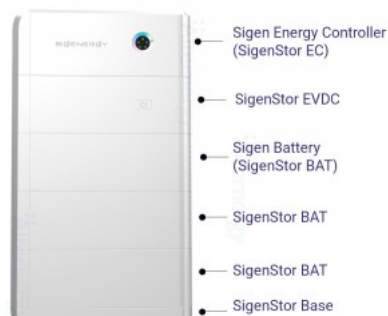 SIGENERGY
Sigen Energy Controller
(SigenStor EC)
SigenStor EVDC
Sigen Battery
(SigenStor BAT)
SigenStor BAT
SigenStor BAT
SigenStor Base